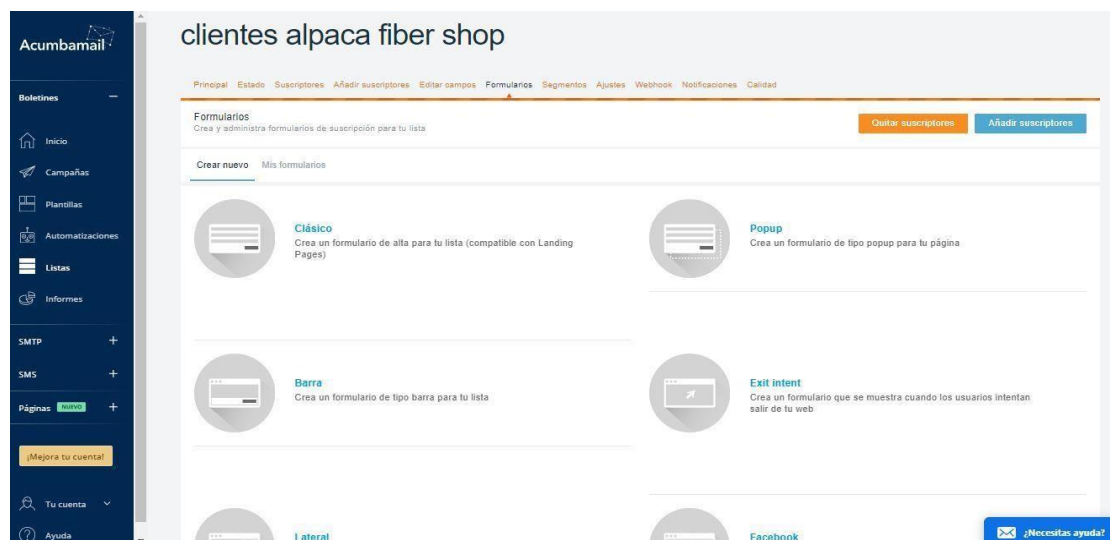 Acumbamail
Boletines
Inicio
Campañas
Plantillas
Automatizaciones
Listas
Informes
SMTP
SMS
Páginas NUEVO
¡Mejora tu cuenta!
Tu cuenta
Ayuda
clientes alpaca fiber shop
Principal Estado Suscriptores Añadir suscriptores Editar campos Formularios Segmentos Ajustes Webhook Notificaciones Calidad
Formularios
Crea y administra formularios de suscripción para tu lista
Quitar suscriptores Añadir suscriptores
Crear nuevo Mis formularios
Clásico
Crea un formulario de alta para tu lista (compatible con Landing
Pages)
Popup
Crea un formulario de tipo popup para tu página
Barra
Crea un formulario de tipo barra para tu lista
Exit intent
Crea un formulario que se muestra cuando los usuarios intentan
salir de tu web
Lateral
Facebook
¿Necesitas ayuda?